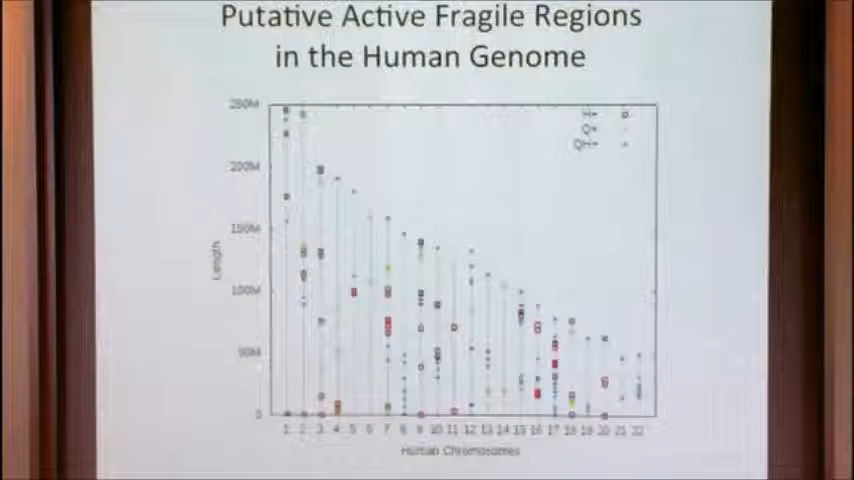 Putative Active Fragile Regions
in the Human Genome
250M
200M
150M
100M
50M
0
Length
1 2 3 4 5 6 7 8 9 10 11 12 13 14 15 16 17 18 19 20 21 22
Human Chromosomes